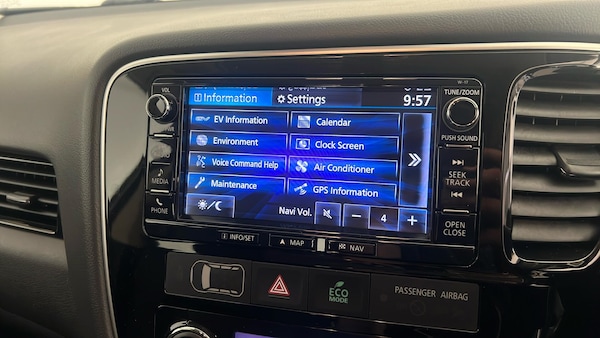 W-17
VOL
TUNE/ZOOM
Information
Settings
9:57
EV Information
Calendar
PUSH SOUND
Environment
Clock Screen
Voice Command Help
Air Conditioner
SEEK
TRACK
MEDIA
Maintenance
GPS Information
PHONE
Navi Vol.
4
OPEN
CLOSE
INFO/SET
MAP
NAV
ECO
MODE
PASSENGER AIRBAG